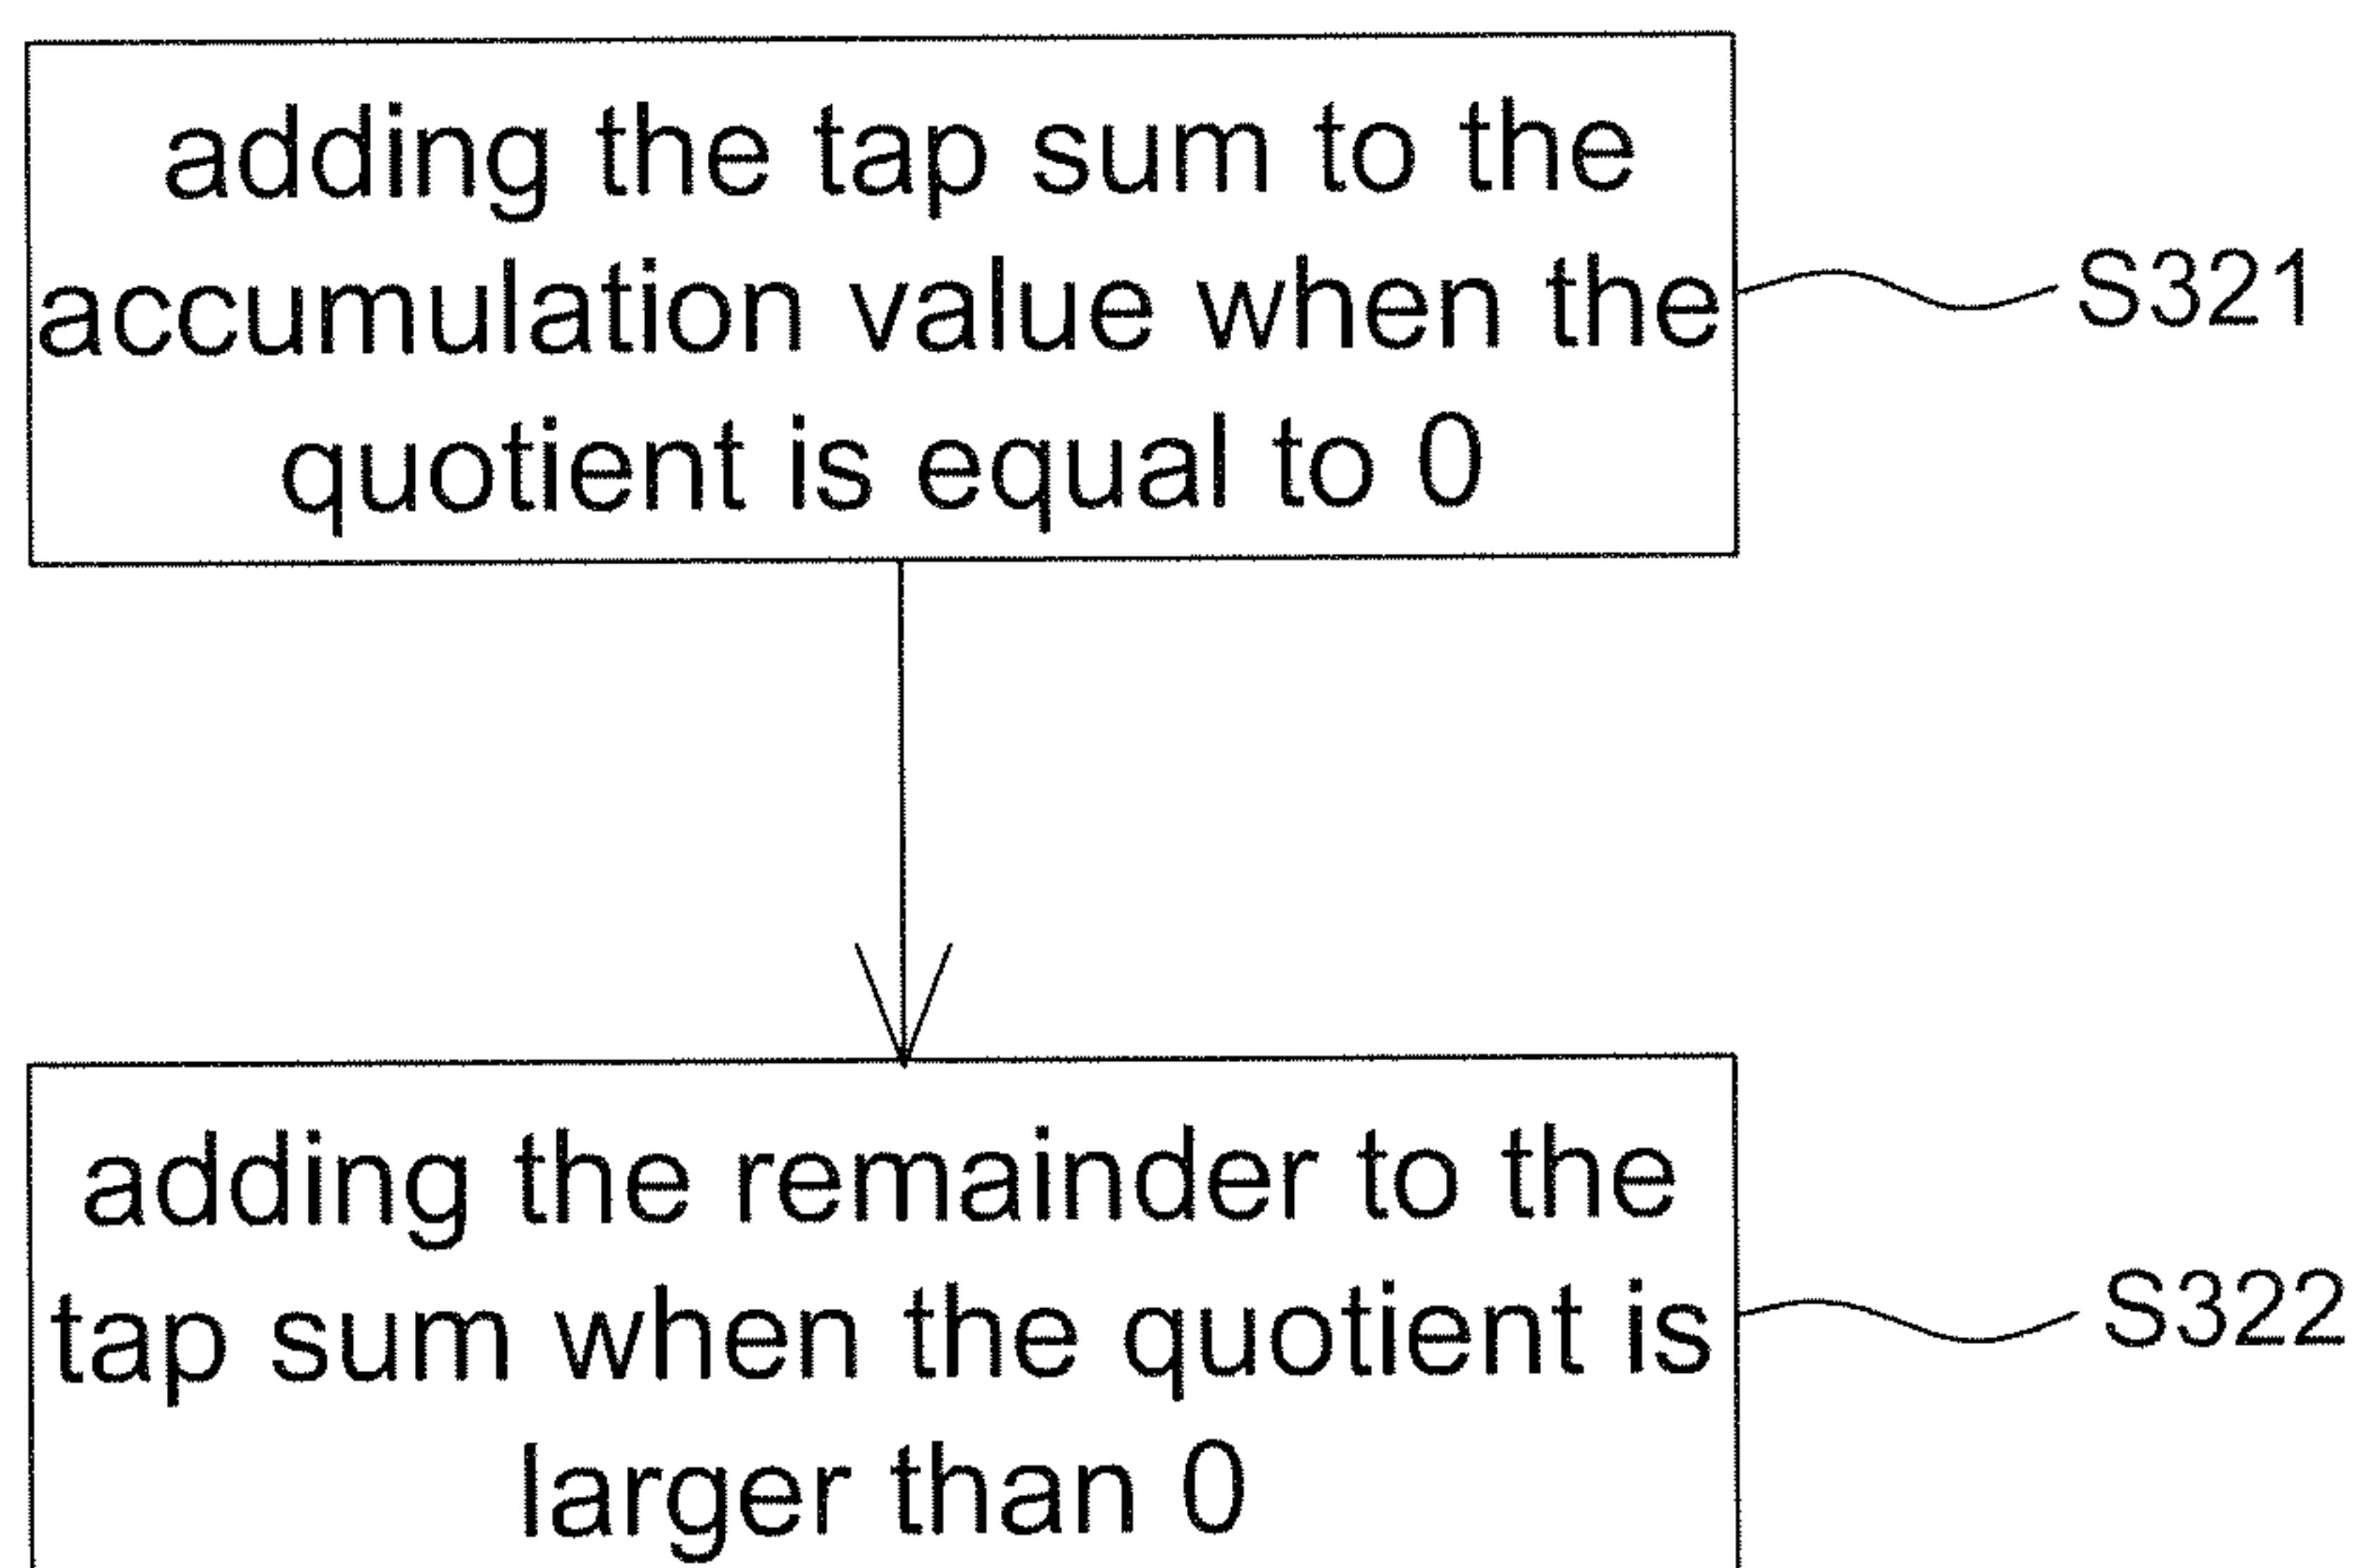 adding the tap sum to the
accumulation value when the
quotient is equal to 0
S321
adding the remainder to the
tap sum when the quotient is
larger than 0
S322